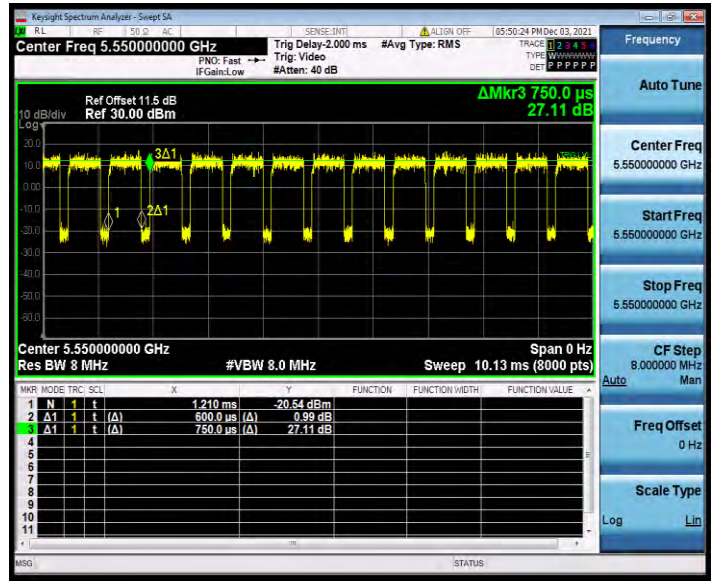 Keysight Spectrum Analyzer - Swept SA
RL RF 50 Ω AC SENSE:INT ALIGN OFF 05:50:24 PM Dec 03, 2021
Center Freq 5.550000000 GHz
PNO: Fast
IFGain:Low
Trig Delay-2.000 ms
Trig: Video
#Atten: 40 dB
#Avg Type: RMS
TRACE 1 2 3 4 5 6
TYPE WWWWWW
DET P P P P P P
ΔMkr3 750.0 µs
27.11 dB
Ref Offset 11.5 dB
10 dB/div Ref 30.00 dBm
Log
20.0
10.0
0.00
-10.0
-20.0
-30.0
-40.0
-50.0
-60.0
3Δ1
1
2Δ1
Center 5.550000000 GHz Span 0 Hz
Res BW 8 MHz #VBW 8.0 MHz Sweep 10.13 ms (8000 pts)
MKR MODE TRC SCL X Y FUNCTION FUNCTION WIDTH FUNCTION VALUE
1 N 1 t 1.210 ms -20.54 dBm
2 Δ1 1 t (Δ) 600.0 µs (Δ) 0.99 dB
3 Δ1 1 t (Δ) 750.0 µs (Δ) 27.11 dB
4
5
6
7
8
9
10
11
MSG STATUS
Frequency
Auto Tune
Center Freq
5.550000000 GHz
Start Freq
5.550000000 GHz
Stop Freq
5.550000000 GHz
CF Step
8.000000 MHz
Auto Man
Freq Offset
0 Hz
Scale Type
Log Lin